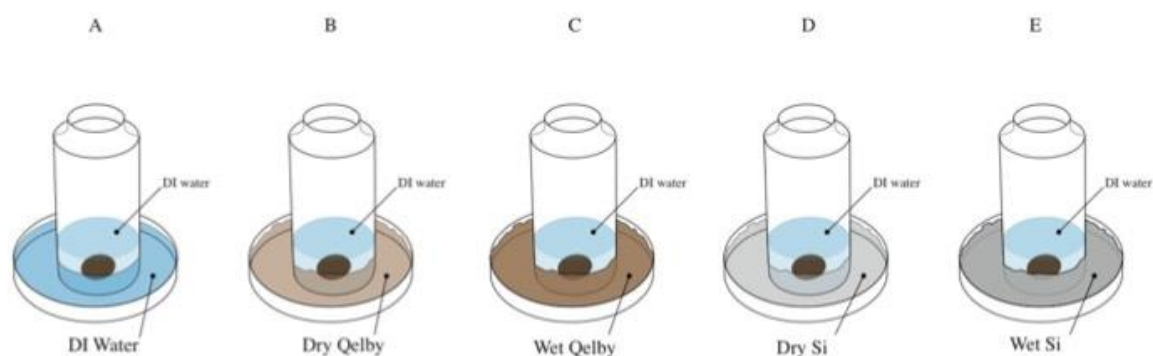 A B C D E
DI water DI water DI water DI water DI water
DI Water Dry Qelby Wet Qelby Dry Si Wet Si